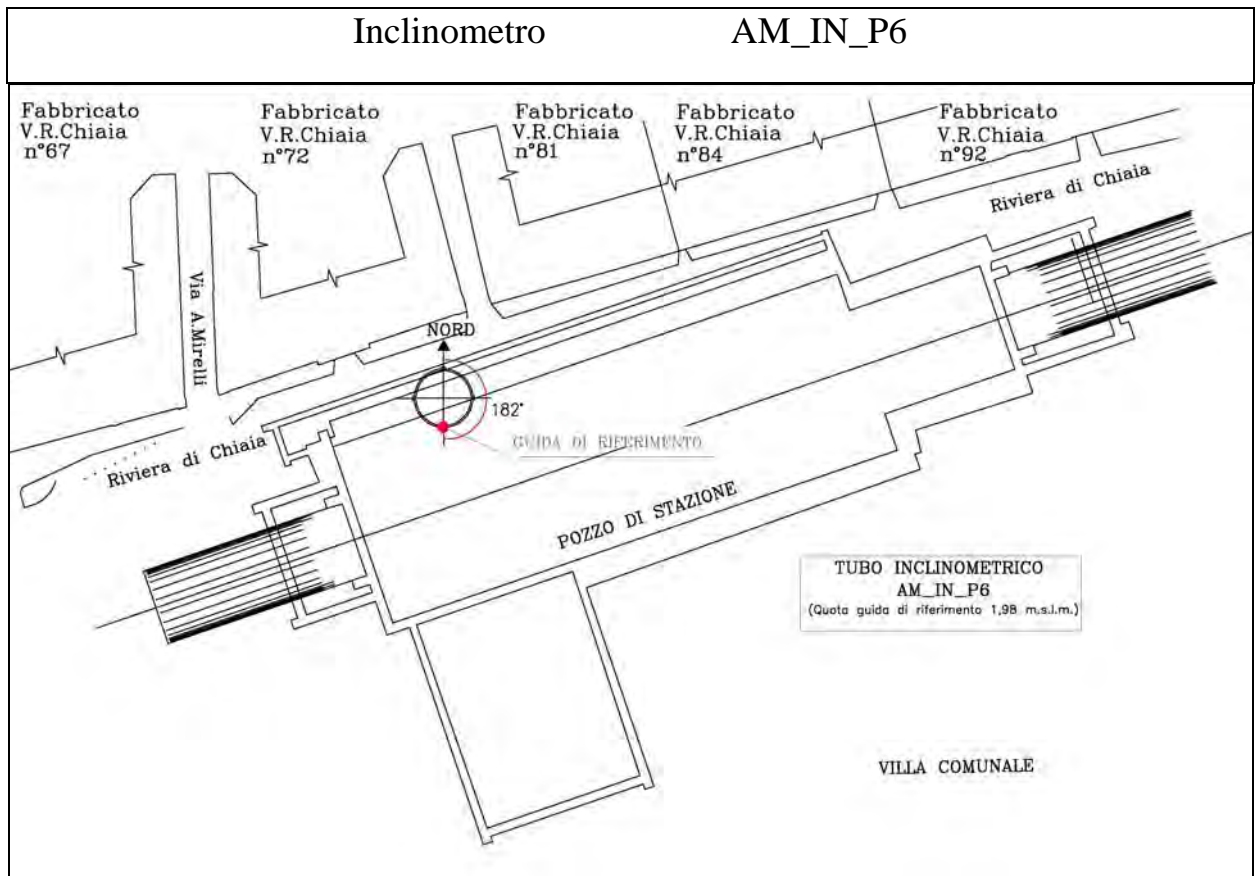 Inclinometro AM_IN_P6
Fabbricato
V.R.Chiaia
n°67
Fabbricato
V.R.Chiaia
n°72
Fabbricato
V.R.Chiaia
n°81
Fabbricato
V.R.Chiaia
n°84
Fabbricato
V.R.Chiaia
n°92
Riviera di Chiaia
Via A.Mirelli
NORD
182°
GUIDA DI RIFERIMENTO
Riviera di Chiaia
POZZO DI STAZIONE
TUBO INCLINOMETRICO
AM_IN_P6
(Quota guida di riferimento 1,98 m.s.l.m.)
VILLA COMUNALE